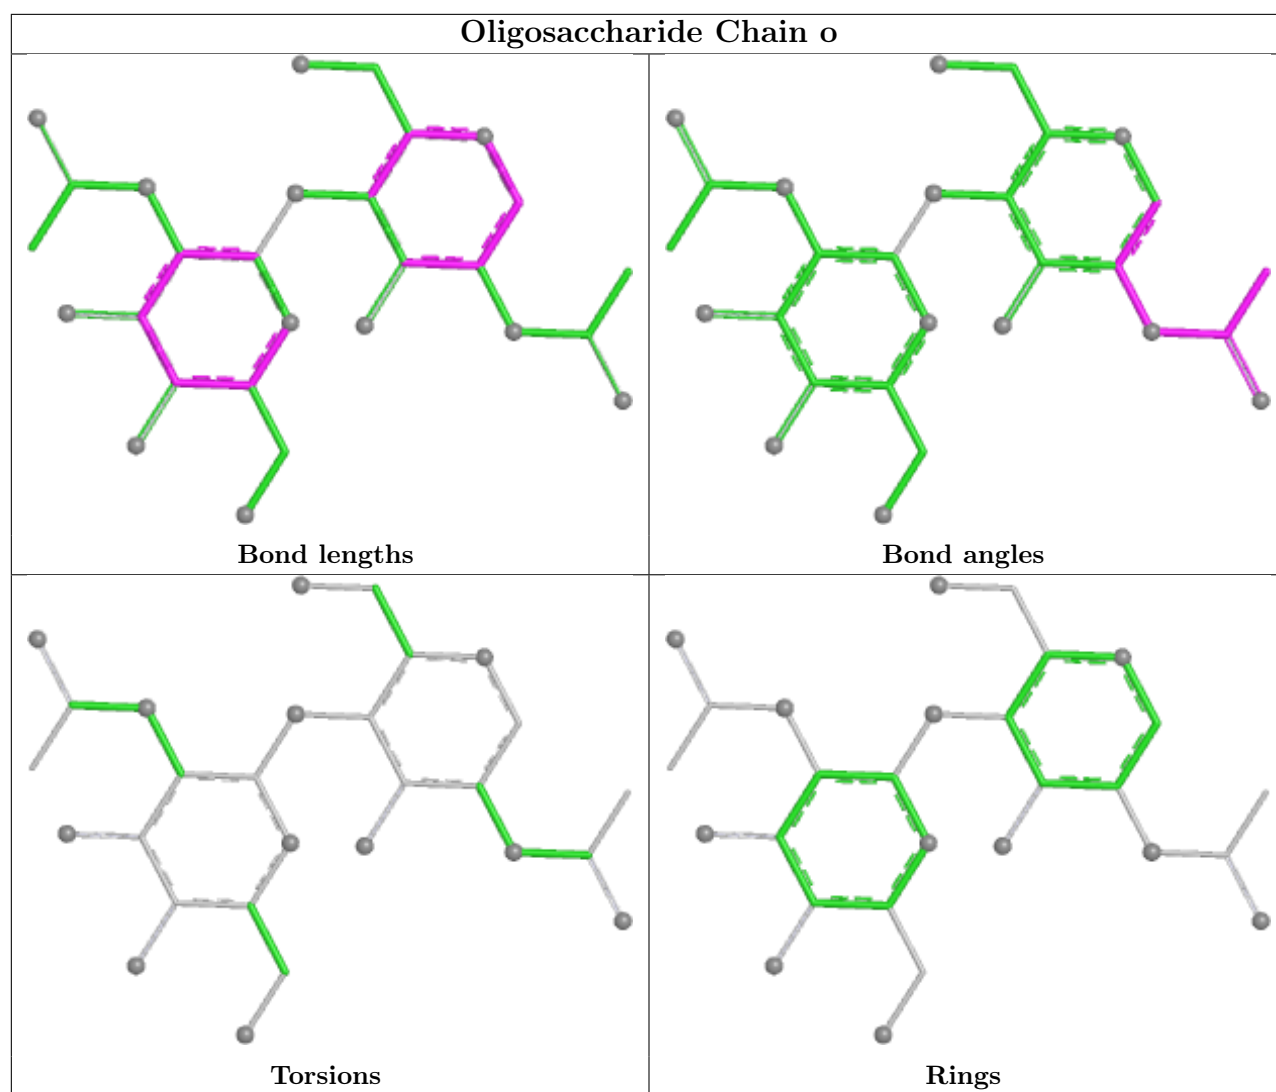 Oligosaccharide Chain o
Bond lengths
Bond angles
Torsions
Rings